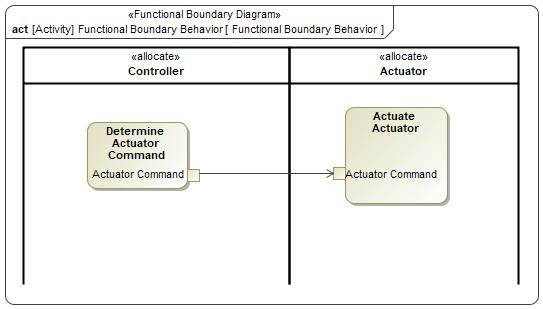 «Functional Boundary Diagram»
act [Activity] Functional Boundary Behavior [ Functional Boundary Behavior ]
«allocate»
Controller
«allocate»
Actuator
Determine
Actuator
Command
Actuator Command
Actuate
Actuator
Actuator Command